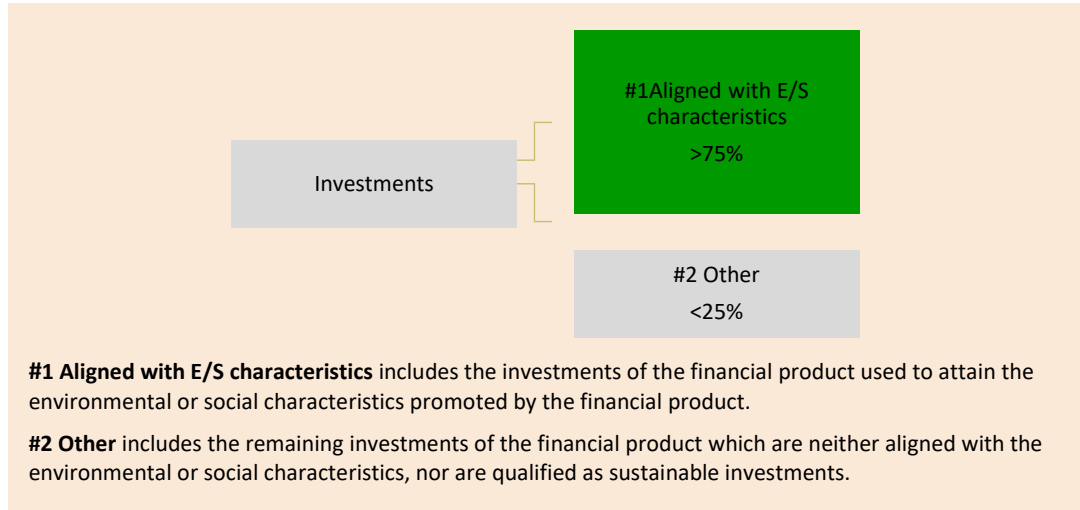 #1Aligned with E/S
characteristics
>75%
Investments
#2 Other
<25%
#1 Aligned with E/S characteristics includes the investments of the financial product used to attain the
environmental or social characteristics promoted by the financial product.
#2 Other includes the remaining investments of the financial product which are neither aligned with the
environmental or social characteristics, nor are qualified as sustainable investments.